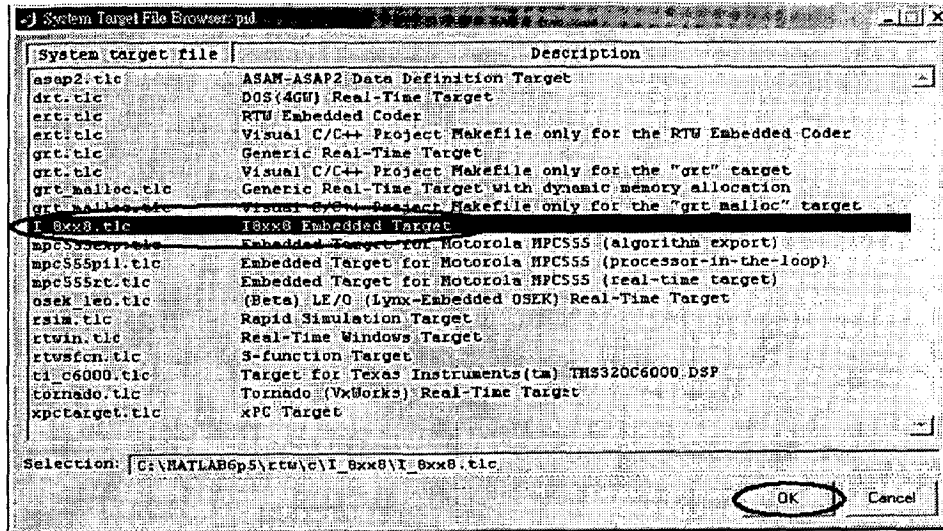 System Target File Browser: pid
System target file Description
asap2.tlc ASAM-ASAP2 Data Definition Target
drt.tlc DOS(4GW) Real-Time Target
ert.tlc RTW Embedded Coder
ert.tlc Visual C/C++ Project Makefile only for the RTW Embedded Coder
grt.tlc Generic Real-Time Target
grt.tlc Visual C/C++ Project Makefile only for the "grt" target
grt_malloc.tlc Generic Real-Time Target with dynamic memory allocation
grt_malloc.tlc Visual C/C++ Project Makefile only for the "grt_malloc" target
I_8xx8.tlc I8xx8 Embedded Target
mpc555exp.tlc Embedded Target for Motorola MPC555 (algorithm export)
mpc555pil.tlc Embedded Target for Motorola MPC555 (processor-in-the-loop)
mpc555rt.tlc Embedded Target for Motorola MPC555 (real-time target)
osek_leo.tlc (Beta) LE/O (Lynx-Embedded OSEK) Real-Time Target
rsim.tlc Rapid Simulation Target
rtwin.tlc Real-Time Windows Target
rtwsfcn.tlc S-function Target
ti_c6000.tlc Target for Texas Instruments(tm) TMS320C6000 DSP
tornado.tlc Tornado (VxWorks) Real-Time Target
xpctarget.tlc xPC Target
Selection: C:\MATLAB6p5\rtw\c\I_8xx8\I_8xx8.tlc
OK Cancel